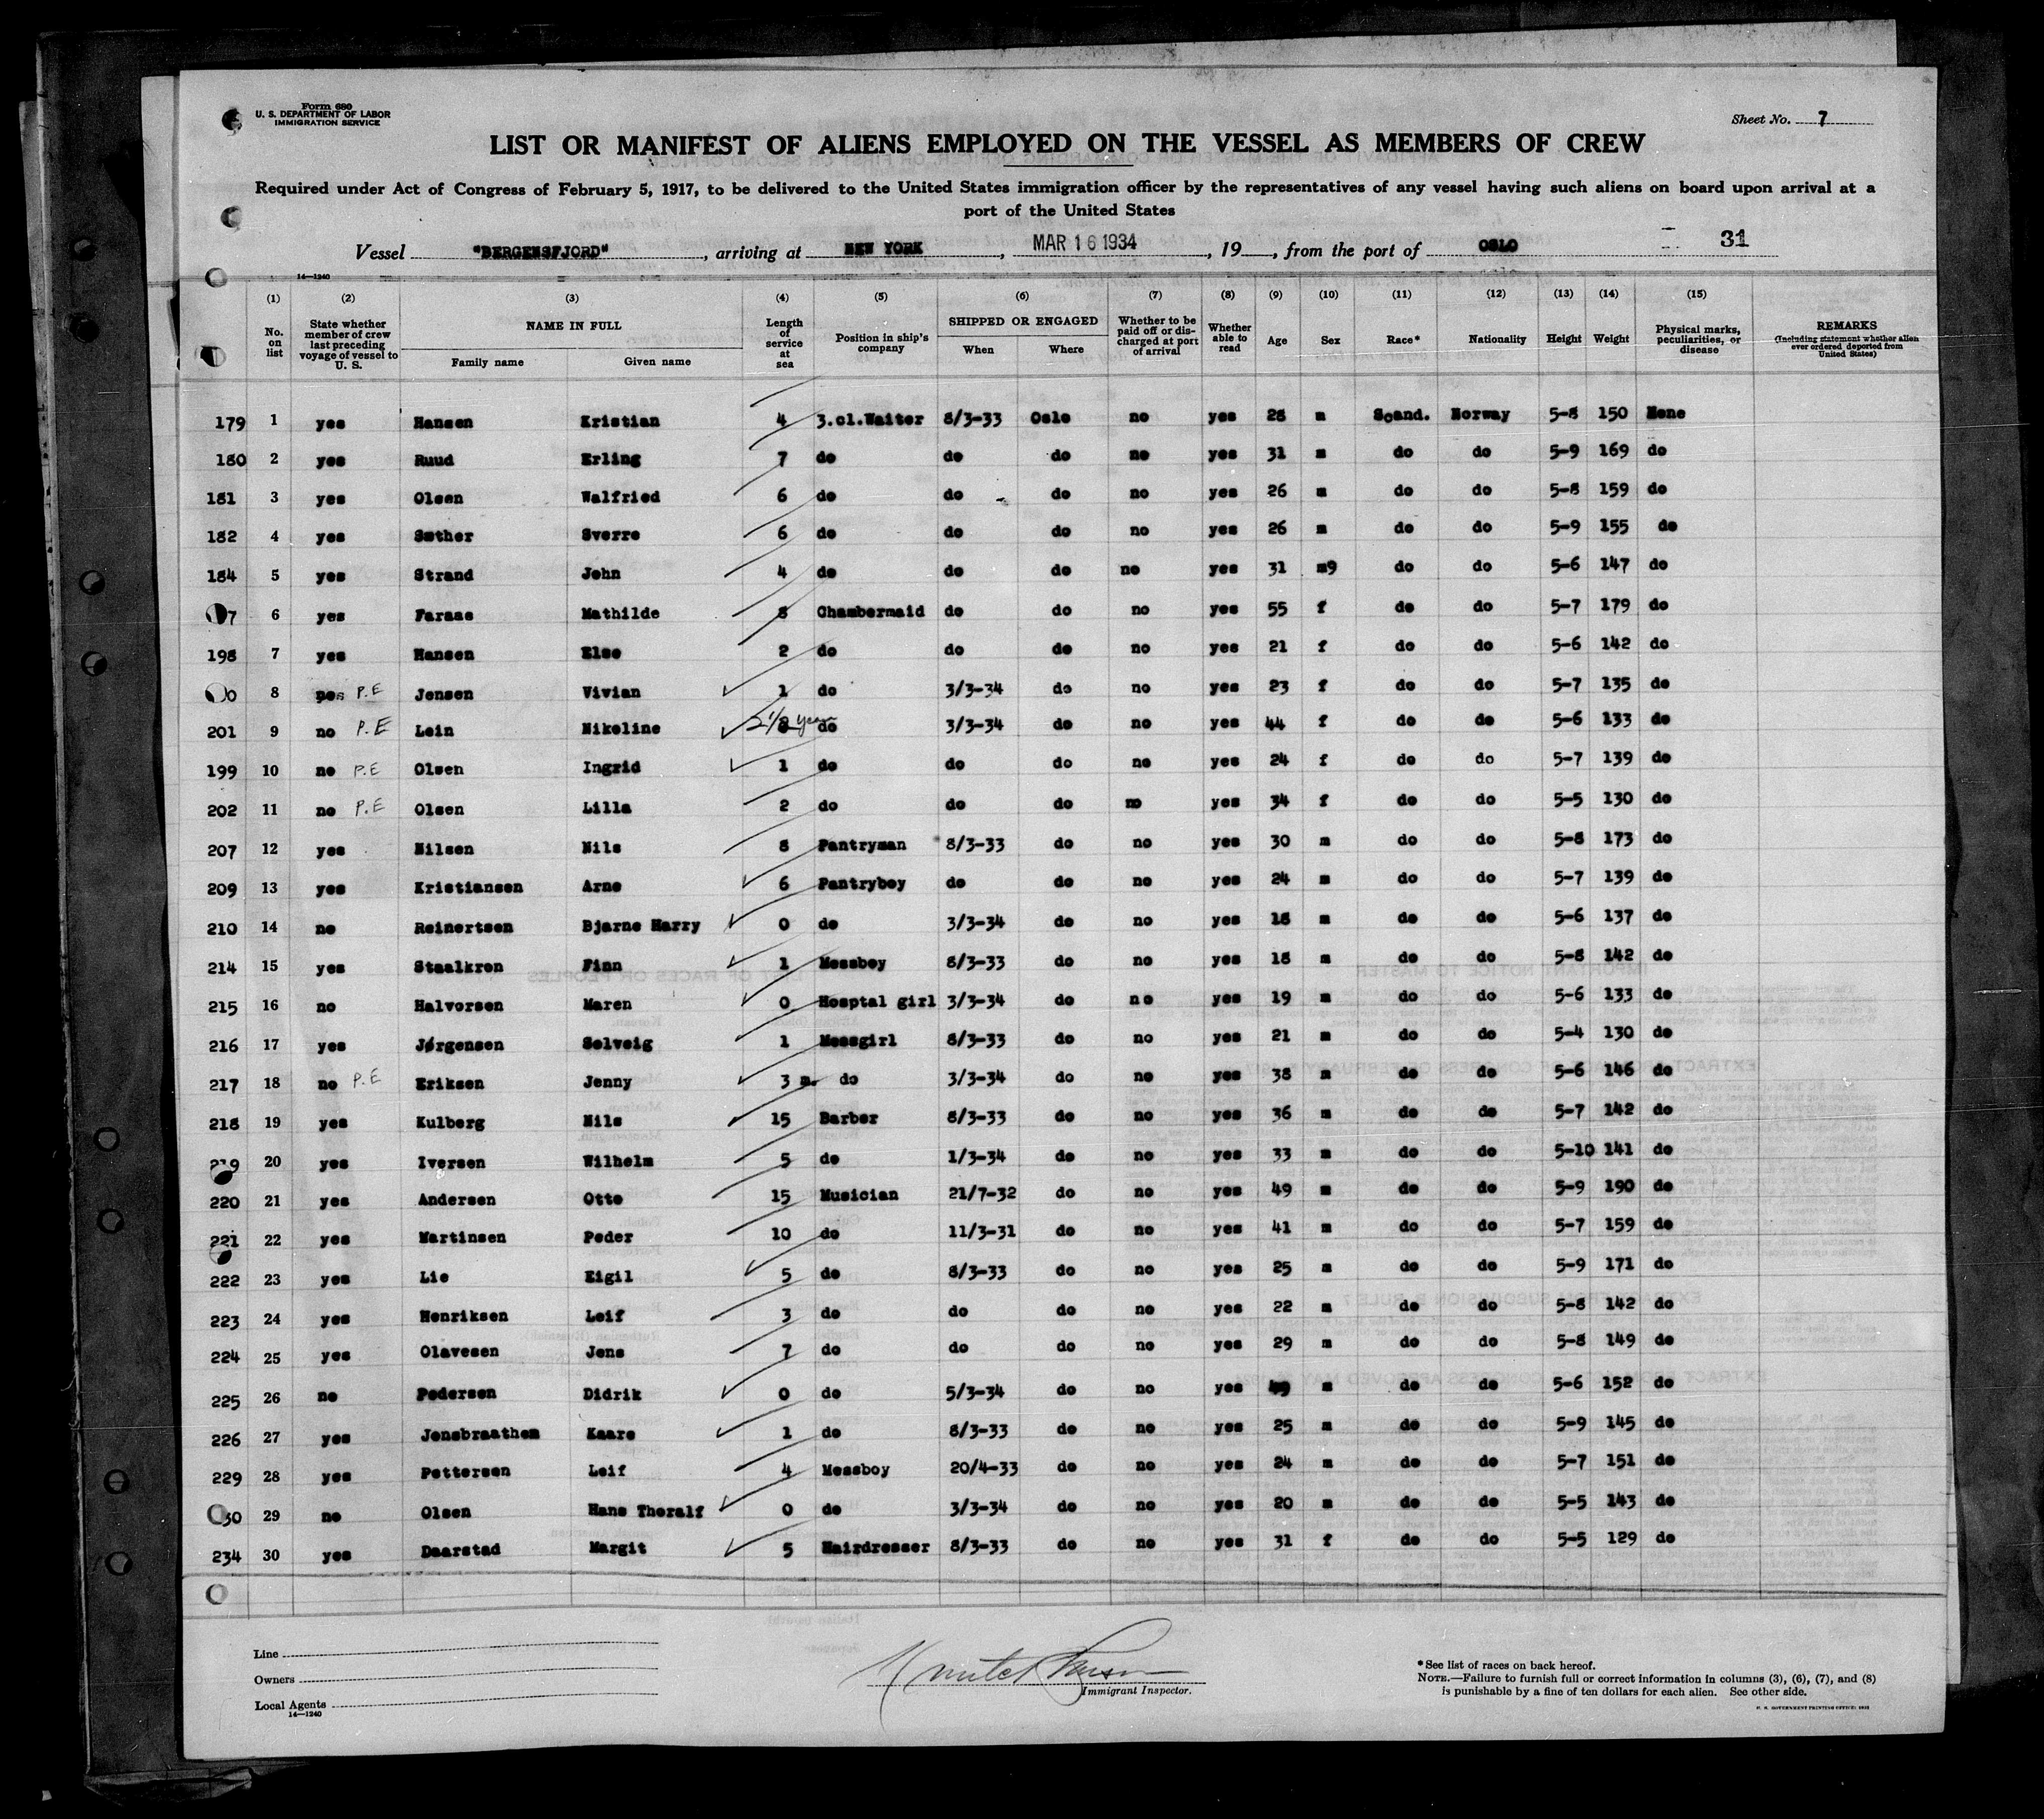 Form 680
U. S. DEPARTMENT OF LABOR
IMMIGRATION SERVICE
Sheet No. 7
LIST OR MANIFEST OF ALIENS EMPLOYED ON THE VESSEL AS MEMBERS OF CREW
Required under Act of Congress of February 5, 1917, to be delivered to the United States immigration officer by the representatives of any vessel having such aliens on board upon arrival at a
port of the United States
Vessel "BERGENSFJORD", arriving at NEW YORK, MAR 16 1934, 19, from the port of OSLO 31
14—1240
(1) (2) (3) (4) (5) (6) (7) (8) (9) (10) (11) (12) (13) (14) (15)
No. on list State whether member of crew last preceding voyage of vessel to U. S. NAME IN FULL Family name Given name Length of service at sea Position in ship's company SHIPPED OR ENGAGED When Where Whether to be paid off or discharged at port of arrival Whether able to read Age Sex Race* Nationality Height Weight Physical marks, peculiarities, or disease REMARKS (Including statement whether alien ever ordered deported from United States)
179 1 yes Hansen Kristian 4 3.cl.Waiter 8/3-33 Oslo no yes 28 m Scand. Norway 5-8 150 None
180 2 yes Ruud Erling 7 do do do no yes 31 m do do 5-9 169 do
181 3 yes Olsen Walfried 6 do do do no yes 26 m do do 5-8 159 do
182 4 yes Sæther Sverre 6 do do do no yes 26 m do do 5-9 155 do
184 5 yes Strand John 4 do do do no yes 31 m9 do do 5-6 147 do
7 6 yes Faraas Mathilde 8 Chambermaid do do no yes 55 f do do 5-7 179 do
198 7 yes Hansen Else 2 do do do no yes 21 f do do 5-6 142 do
0 8 P.E Jensen Vivian 1 do 3/3-34 do no yes 23 f do do 5-7 135 do
201 9 no P.E Lein Nikoline 2 1/2 years do 3/3-34 do no yes 44 f do do 5-6 133 do
199 10 no P.E Olsen Ingrid 1 do do do no yes 24 f do do 5-7 139 do
202 11 no P.E Olsen Lilla 2 do do do no yes 34 f do do 5-5 130 do
207 12 yes Nilsen Nils 8 Pantryman 8/3-33 do no yes 30 m do do 5-8 173 do
209 13 yes Kristiansen Arne 6 Pantryboy do do no yes 24 m do do 5-7 139 do
210 14 no Reinertsen Bjarne Harry 0 do 3/3-34 do no yes 18 m do do 5-6 137 do
214 15 yes Staalkron Finn 1 Messboy 8/3-33 do no yes 18 m do do 5-8 142 do
215 16 no Halvorsen Maren 0 Hosptal girl 3/3-34 do no yes 19 m do do 5-6 133 do
216 17 yes Jørgensen Solveig 1 Messgirl 8/3-33 do no yes 21 m do do 5-4 130 do
217 18 no P.E Eriksen Jenny 3 m. do 3/3-34 do no yes 38 m do do 5-6 146 do
218 19 yes Kulberg Nils 15 Barber 8/3-33 do no yes 36 m do do 5-7 142 do
219 20 yes Iversen Wilhelm 5 do 1/3-34 do no yes 33 m do do 5-10 141 do
220 21 yes Andersen Otto 15 Musician 21/7-32 do no yes 49 m do do 5-9 190 do
221 22 yes Martinsen Peder 10 do 11/3-31 do no yes 41 m do do 5-7 159 do
222 23 yes Lie Eigil 5 do 8/3-33 do no yes 25 m do do 5-9 171 do
223 24 yes Henriksen Leif 3 do do do no yes 22 m do do 5-8 142 do
224 25 yes Olavesen Jens 7 do do do no yes 29 m do do 5-8 149 do
225 26 no Pedersen Didrik 0 do 5/3-34 do no yes m do do 5-6 152 do
226 27 yes Jensbraathen Kaare 1 do 8/3-33 do no yes 25 m do do 5-9 145 do
229 28 yes Pettersen Leif 4 Messboy 20/4-33 do no yes 24 m do do 5-7 151 do
30 29 no Olsen Hans Thoralf 0 do 3/3-34 do no yes 20 m do do 5-5 143 do
234 30 yes Daarstad Margit 5 Hairdresser 8/3-33 do no yes 31 f do do 5-5 129 do
Line
Owners
Local Agents
14—1240
Immigrant Inspector.
*See list of races on back hereof.
NOTE.—Failure to furnish full or correct information in columns (3), (6), (7), and (8)
is punishable by a fine of ten dollars for each alien. See other side.
U. S. GOVERNMENT PRINTING OFFICE: 1932